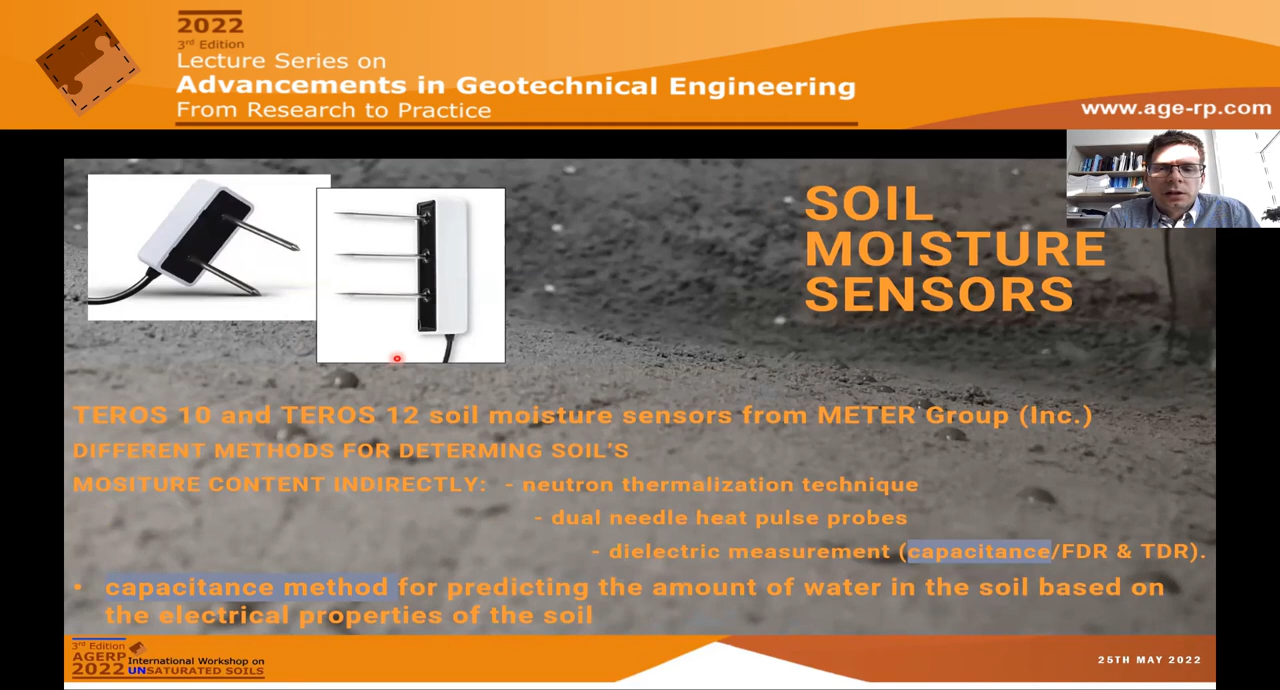 2022
3rd Edition
Lecture Series on
Advancements in Geotechnical Engineering
From Research to Practice
www.age-rp.com
SOIL
MOISTURE
SENSORS
TEROS 10 and TEROS 12 soil moisture sensors from METER Group (Inc.)
DIFFERENT METHODS FOR DETERMING SOIL'S
MOSITURE CONTENT INDIRECTLY: - neutron thermalization technique
- dual needle heat pulse probes
- dielectric measurement (capacitance/FDR & TDR).
• capacitance method for predicting the amount of water in the soil based on
the electrical properties of the soil
3rd Edition
AGERP
2022
International Workshop on
UNSATURATED SOILS
25TH MAY 2022